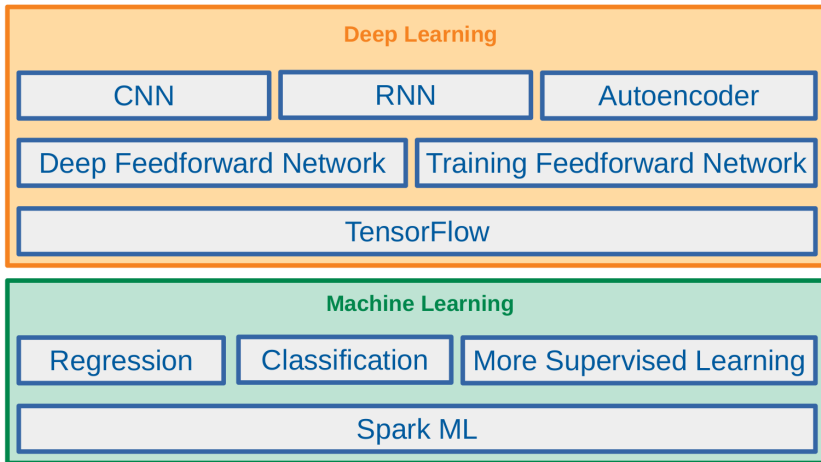 Deep Learning
CNN
RNN
Autoencoder
Deep Feedforward Network
Training Feedforward Network
TensorFlow
Machine Learning
Regression
Classification
More Supervised Learning
Spark ML